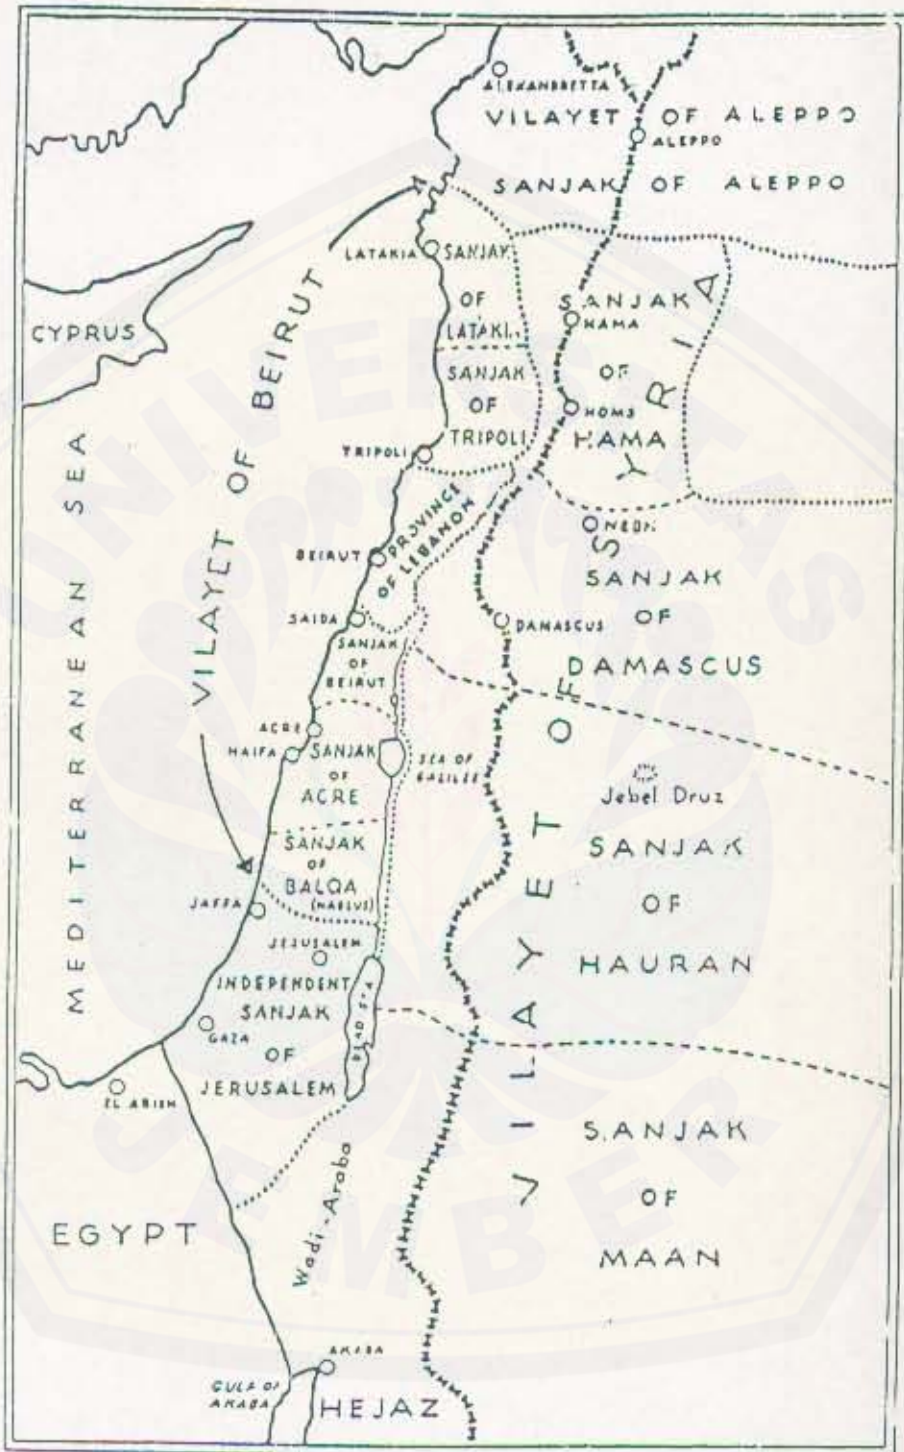 ALEXANDRETTA
VILAYET OF ALEPPO
ALEPPO
SANJAK OF ALEPPO
LATAKIA
SANJAK
OF
LATAKI
SANJAK
HAMA
OF
HOMS
HAMA
CYPRUS
VILAYET OF BEIRUT
SANJAK
OF
TRIPOLI
TRIPOLI
MEDITERRANEAN SEA
PROVINCE
OF LEBANON
BEIRUT
SANJAK
OF
DAMASCUS
DAMASCUS
SAIDA
SANJAK
OF
BEIRUT
ACRE
HAIFA
SANJAK
OF
ACRE
SEA OF
GALILEE
Jebel Druz
VILAYET OF SYRIA
SANJAK
OF
BALQA
(NABLUS)
SANJAK
OF
HAURAN
JAFFA
JERUSALEM
INDEPENDENT
SANJAK
OF
JERUSALEM
DEAD SEA
GAZA
EL ARISH
SANJAK
OF
MAAN
EGYPT
Wadi-Araba
AKABA
GULF OF
AKABA
HEJAZ
UNIVERSITAS
JEMBER